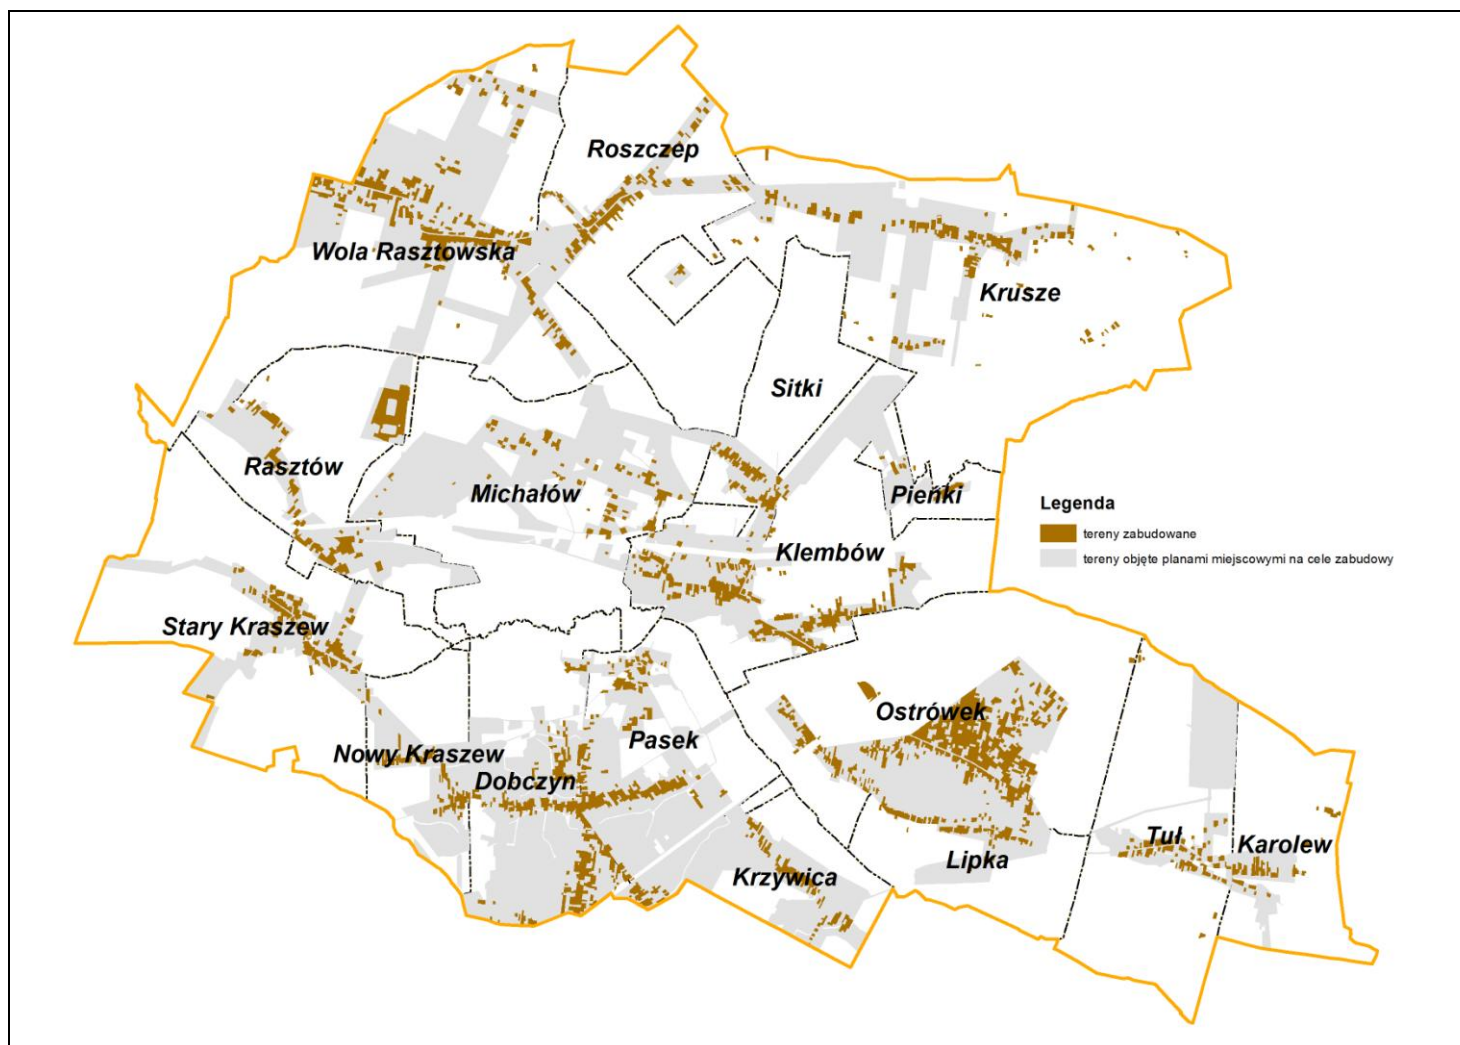 Roszczep
Wola Rasztowska
Krusze
Sitki
Rasztów
Michałów
Pieńki
Legenda
tereny zabudowane
tereny objęte planami miejscowymi na cele zabudowy
Klembów
Stary Kraszew
Ostrówek
Pasek
Nowy Kraszew
Dobczyn
Tuł
Karolew
Lipka
Krzywica